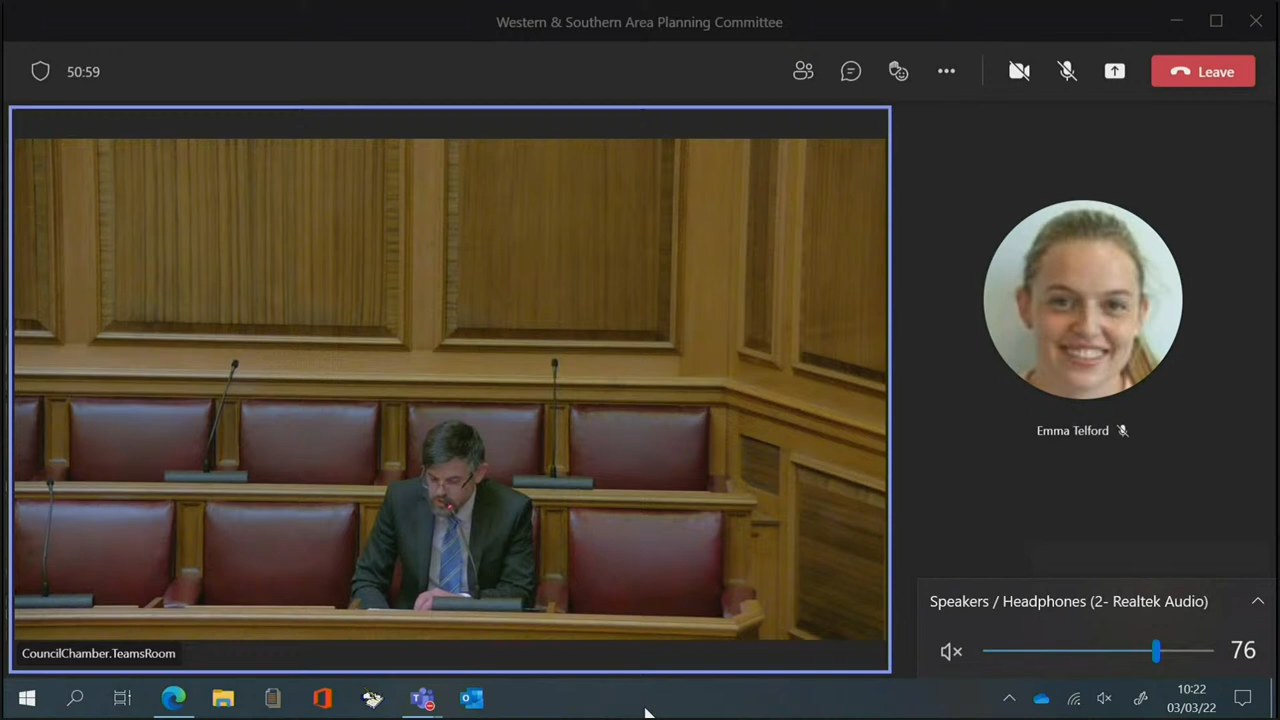 Western & Southern Area Planning Committee
50:59
Leave
Emma Telford
Speakers / Headphones (2- Realtek Audio)
76
CouncilChamber.TeamsRoom
10:22
03/03/22